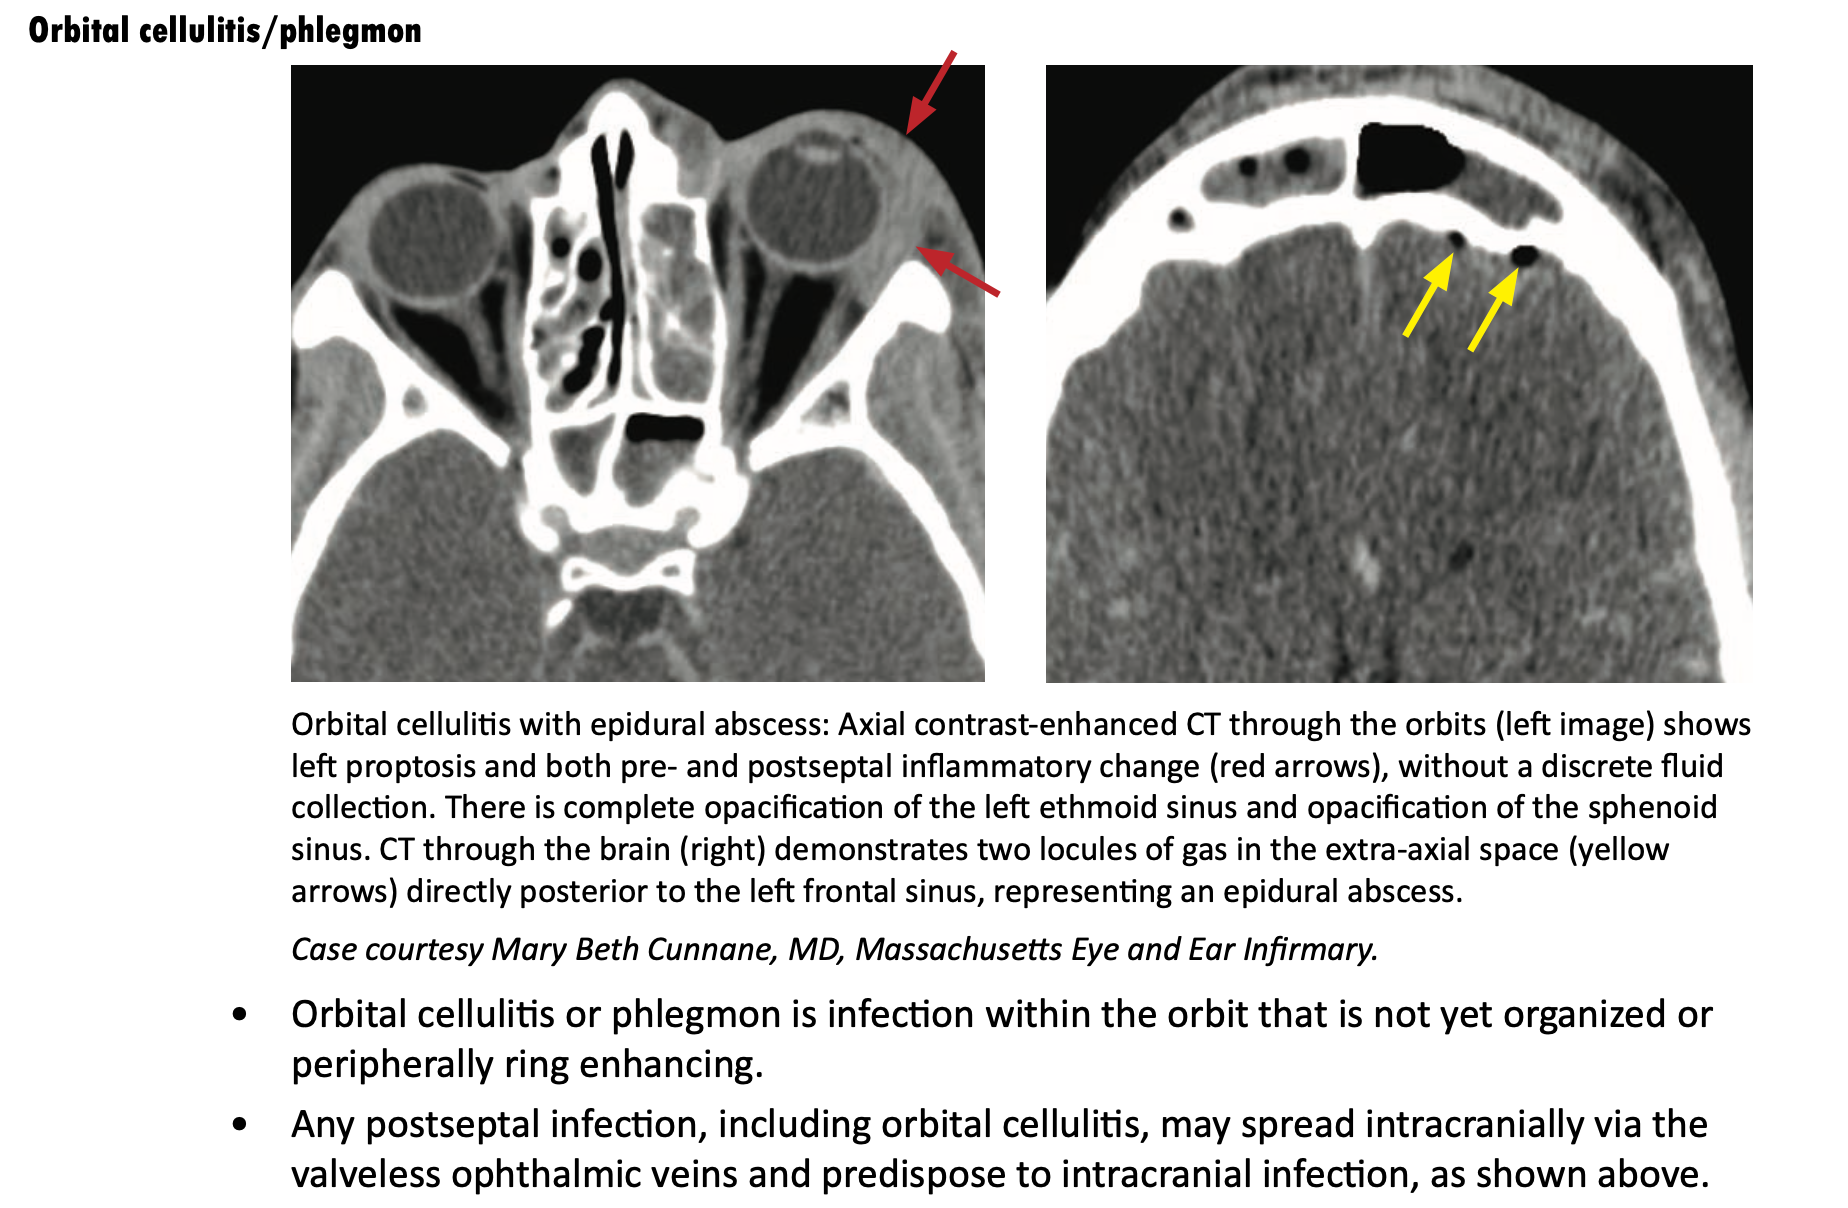 Orbital cellulitis/phlegmon
Orbital cellulitis with epidural abscess: Axial contrast-enhanced CT through the orbits (left image) shows
left proptosis and both pre- and postseptal inflammatory change (red arrows), without a discrete fluid
collection. There is complete opacification of the left ethmoid sinus and opacification of the sphenoid
sinus. CT through the brain (right) demonstrates two locules of gas in the extra-axial space (yellow
arrows) directly posterior to the left frontal sinus, representing an epidural abscess.
Case courtesy Mary Beth Cunnane, MD, Massachusetts Eye and Ear Infirmary.
• Orbital cellulitis or phlegmon is infection within the orbit that is not yet organized or
peripherally ring enhancing.
• Any postseptal infection, including orbital cellulitis, may spread intracranially via the
valveless ophthalmic veins and predispose to intracranial infection, as shown above.